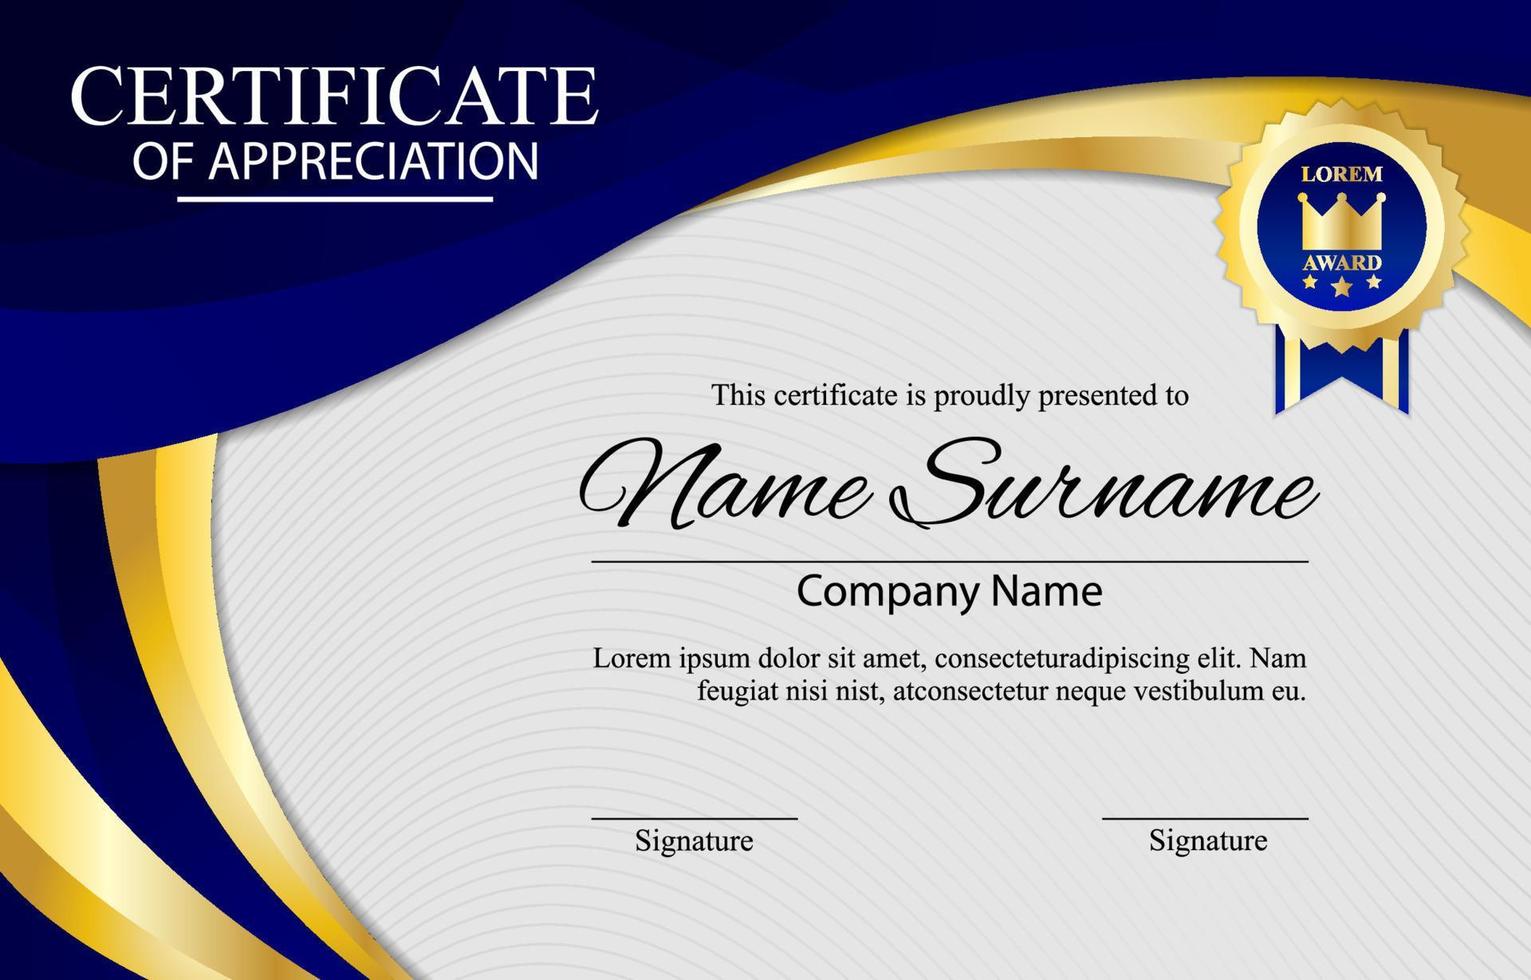 CERTIFICATE
OF APPRECIATION
LOREM
AWARD
This certificate is proudly presented to
Name Surname
Company Name
Lorem ipsum dolor sit amet, consecteturadipiscing elit. Nam
feugiat nisi nist, atconsectetur neque vestibulum eu.
Signature
Signature